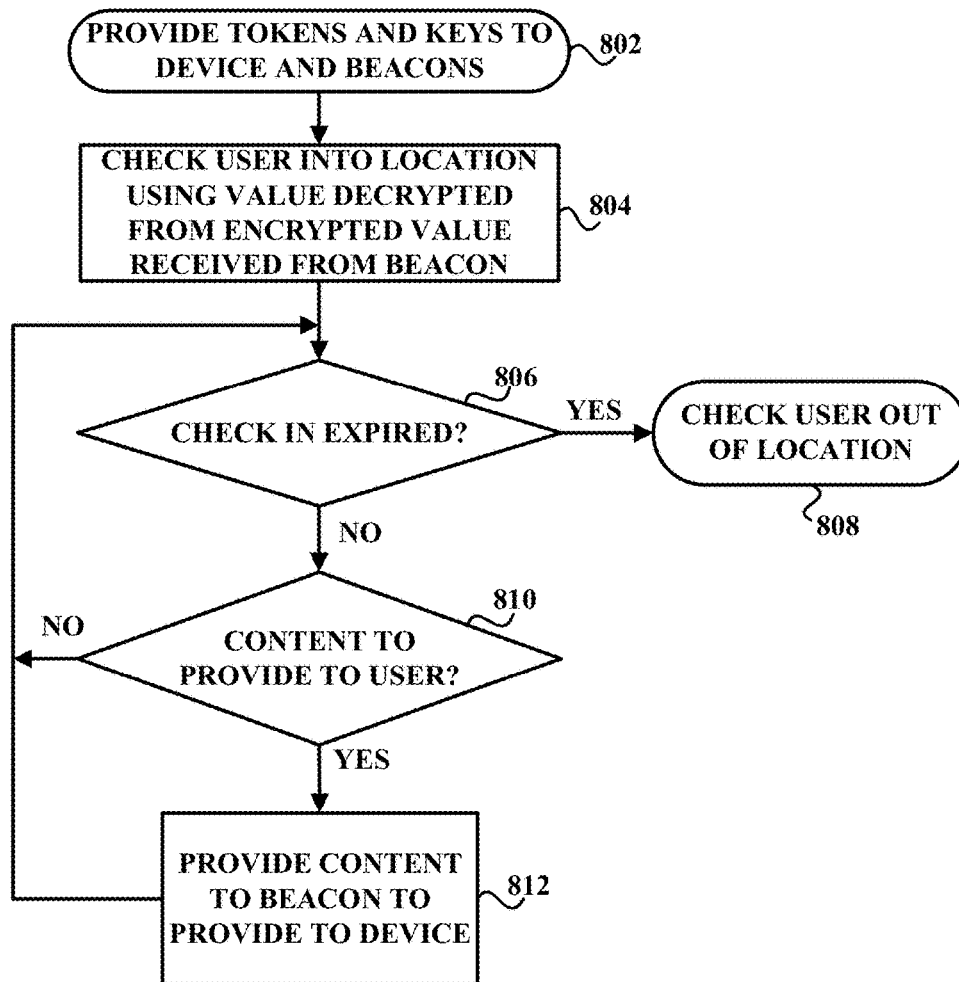 PROVIDE TOKENS AND KEYS TO
DEVICE AND BEACONS
802
CHECK USER INTO LOCATION
USING VALUE DECRYPTED
FROM ENCRYPTED VALUE
RECEIVED FROM BEACON
804
806
CHECK IN EXPIRED?
YES
CHECK USER OUT
OF LOCATION
808
NO
810
NO
CONTENT TO
PROVIDE TO USER?
YES
PROVIDE CONTENT
TO BEACON TO
PROVIDE TO DEVICE
812